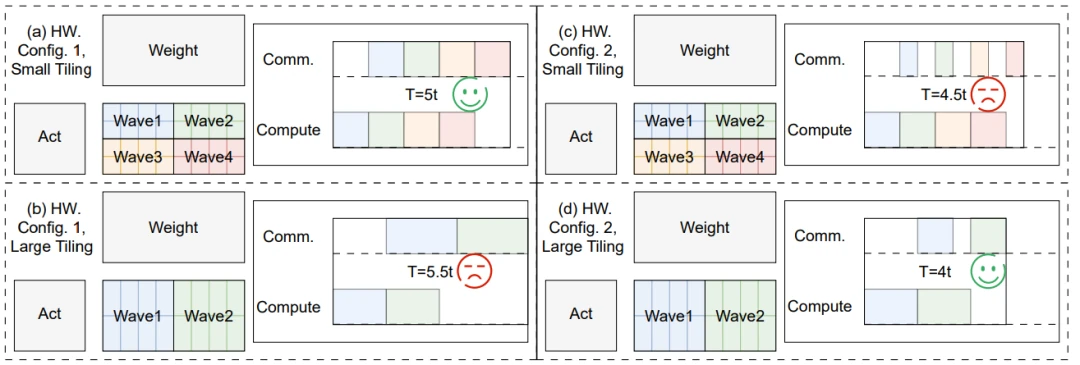 (a) HW.
Config. 1,
Small Tiling
Weight
Act
Wave1
Wave2
Wave3
Wave4
Comm.
T=5t
Compute
(c) HW.
Config. 2,
Small Tiling
Weight
Act
Wave1
Wave2
Wave3
Wave4
Comm.
T=4.5t
Compute
(b) HW.
Config. 1,
Large Tiling
Weight
Act
Wave1
Wave2
Comm.
T=5.5t
Compute
(d) HW.
Config. 2,
Large Tiling
Weight
Act
Wave1
Wave2
Comm.
T=4t
Compute